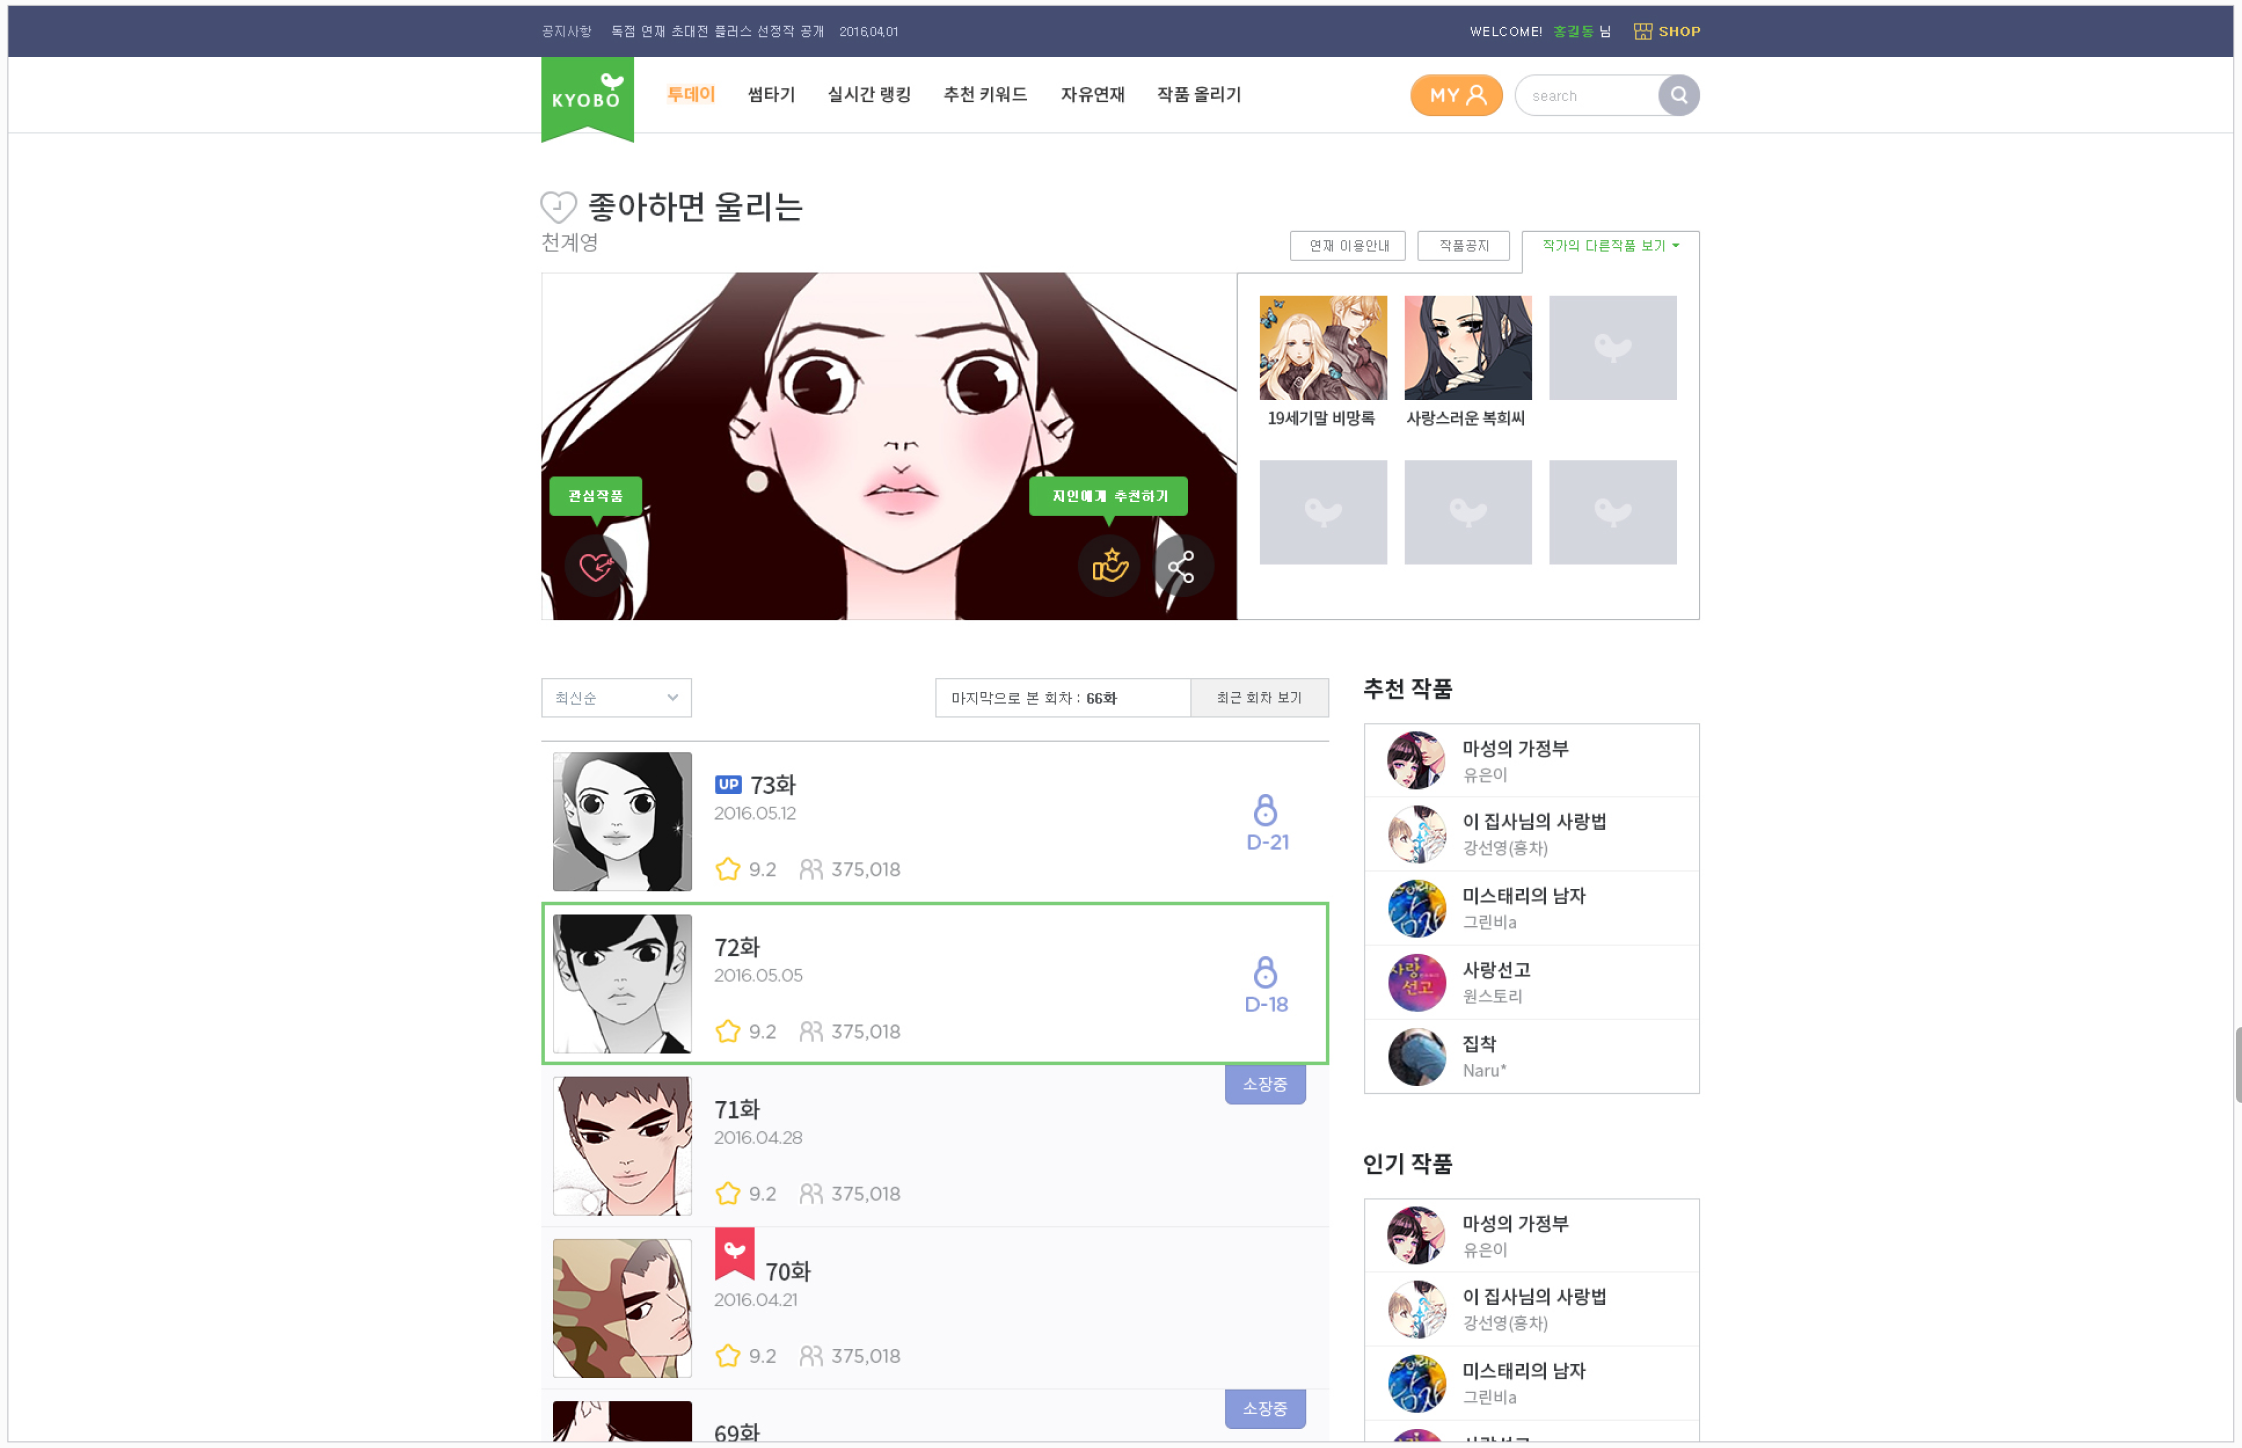 공지사항 독점 연재 초대전 플러스 선정작 공개 2016.04.01
WELCOME! 홍길동 님 SHOP
KYOBO
투데이 썸타기 실시간 랭킹 추천 키워드 자유연재 작품 올리기
MY search
좋아하면 울리는
천계영
연재 이용안내 작품공지 작가의 다른작품 보기
19세기말 비망록 사랑스러운 복희씨
관심작품 지인에게 추천하기
최신순 마지막으로 본 회차 : 66화 최근 회차 보기
UP 73화
2016.05.12
D-21
9.2 375,018
72화
2016.05.05
D-18
9.2 375,018
소장중
71화
2016.04.28
9.2 375,018
70화
2016.04.21
9.2 375,018
소장중
69화
추천 작품
마성의 가정부
유은이
이 집사님의 사랑법
강선영(홍차)
미스태리의 남자
그린비a
사랑
선고
사랑선고
원스토리
집착
Naru*
인기 작품
마성의 가정부
유은이
이 집사님의 사랑법
강선영(홍차)
미스태리의 남자
그린비a